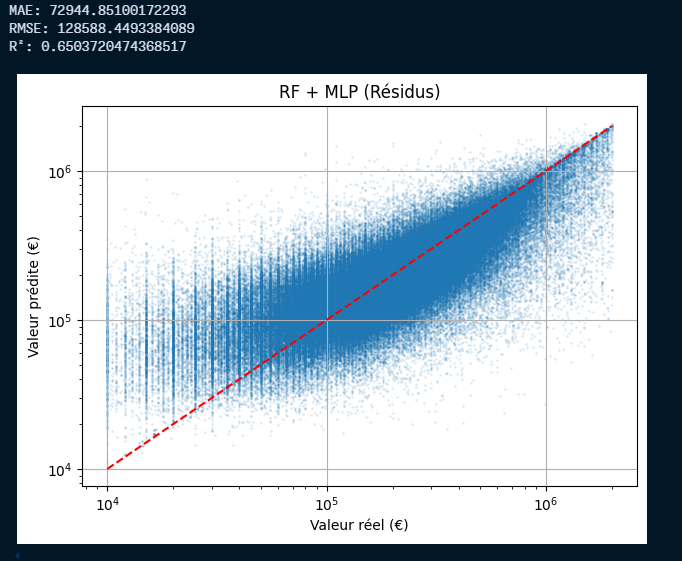 MAE: 72944.85100172293
RMSE: 128588.4493384089
R²: 0.6503720474368517
RF + MLP (Résidus)
Valeur prédite (€)
10⁶
10⁵
10⁴
10⁴ 10⁵ 10⁶
Valeur réel (€)